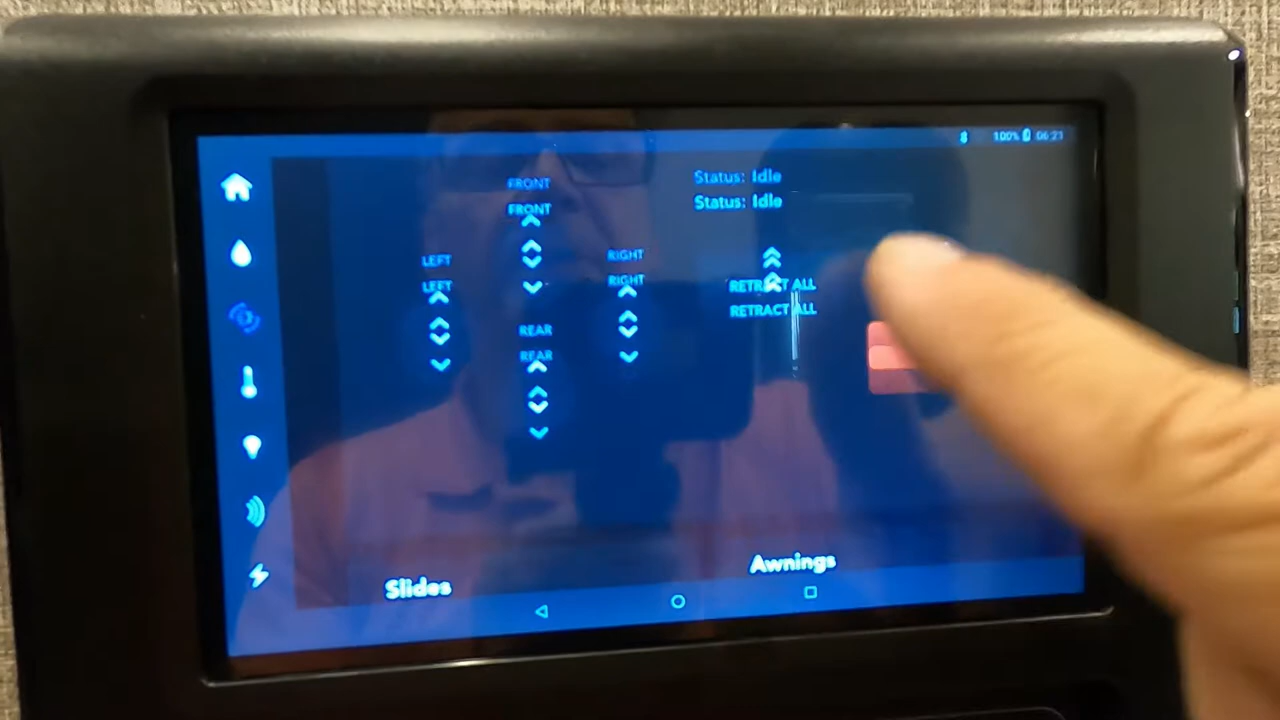 100% 06:21
FRONT
FRONT
Status: Idle
Status: Idle
LEFT
LEFT
RIGHT
RIGHT
RETRACT ALL
RETRACT ALL
REAR
REAR
Slides
Awnings